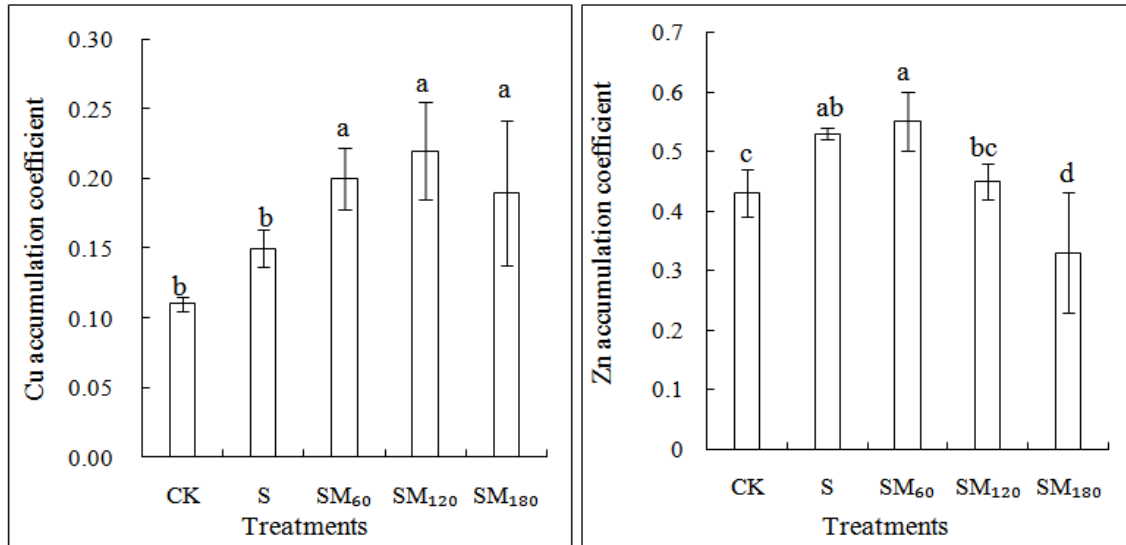 Cu accumulation coefficient
0.30
0.25
0.20
0.15
0.10
0.05
0.00
b
b
a
a
a
CK S SM₆₀ SM₁₂₀ SM₁₈₀
Treatments
Zn accumulation coefficient
0.7
0.6
0.5
0.4
0.3
0.2
0.1
0
c
ab
a
bc
d
CK S SM₆₀ SM₁₂₀ SM₁₈₀
Treatments